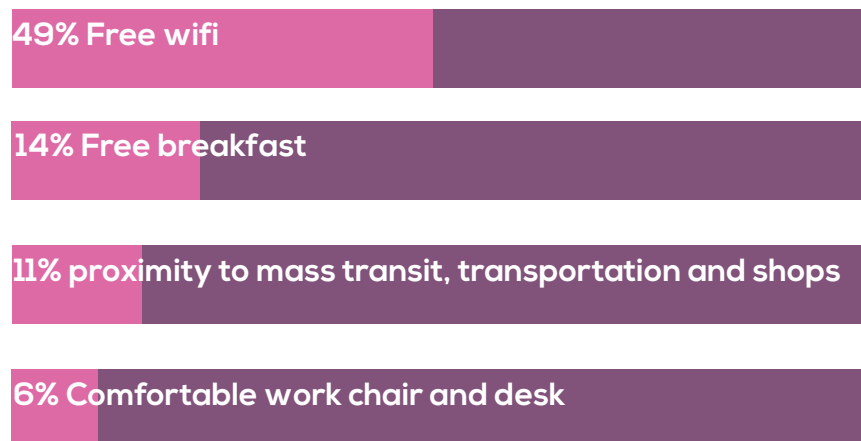 49% Free wifi
14% Free breakfast
11% proximity to mass transit, transportation and shops
6% Comfortable work chair and desk